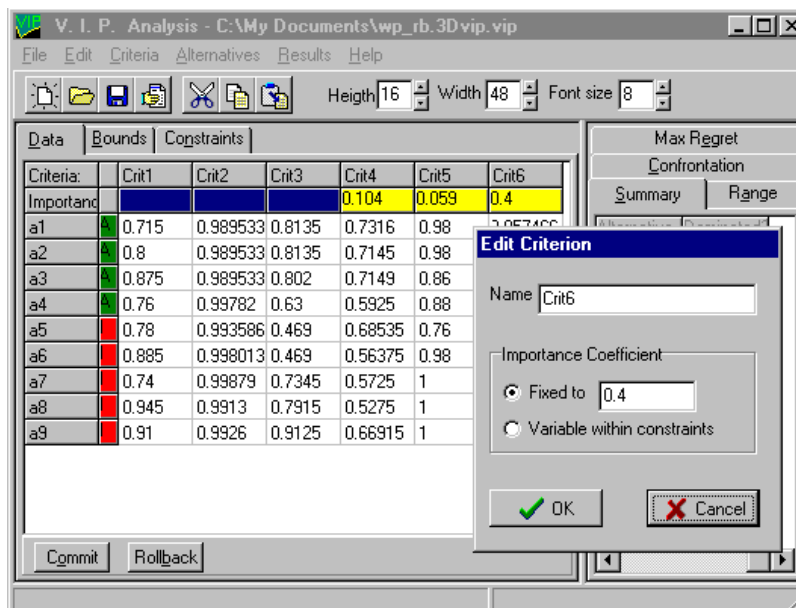 VIP V. I. P. Analysis - C:\My Documents\wp_rb.3Dvip.vip
File Edit Criteria Alternatives Results Help
Heigth 16 Width 48 Font size 8
Data Bounds Constraints
Max Regret
Confrontation
Summary Range
Criteria: Crit1 Crit2 Crit3 Crit4 Crit5 Crit6
Importanc 0.104 0.059 0.4
a1 A 0.715 0.989533 0.8135 0.7316 0.98 0.057466
a2 A 0.8 0.989533 0.8135 0.7145 0.98
a3 A 0.875 0.989533 0.802 0.7149 0.86
a4 A 0.76 0.99782 0.63 0.5925 0.88
a5 0.78 0.993586 0.469 0.68535 0.76
a6 0.885 0.998013 0.469 0.56375 0.98
a7 0.74 0.99879 0.7345 0.5725 1
a8 0.945 0.9913 0.7915 0.5275 1
a9 0.91 0.9926 0.9125 0.66915 1
Alternative Dominated?
Edit Criterion
Name Crit6
Importance Coefficient
Fixed to 0.4
Variable within constraints
OK Cancel
Commit Rollback